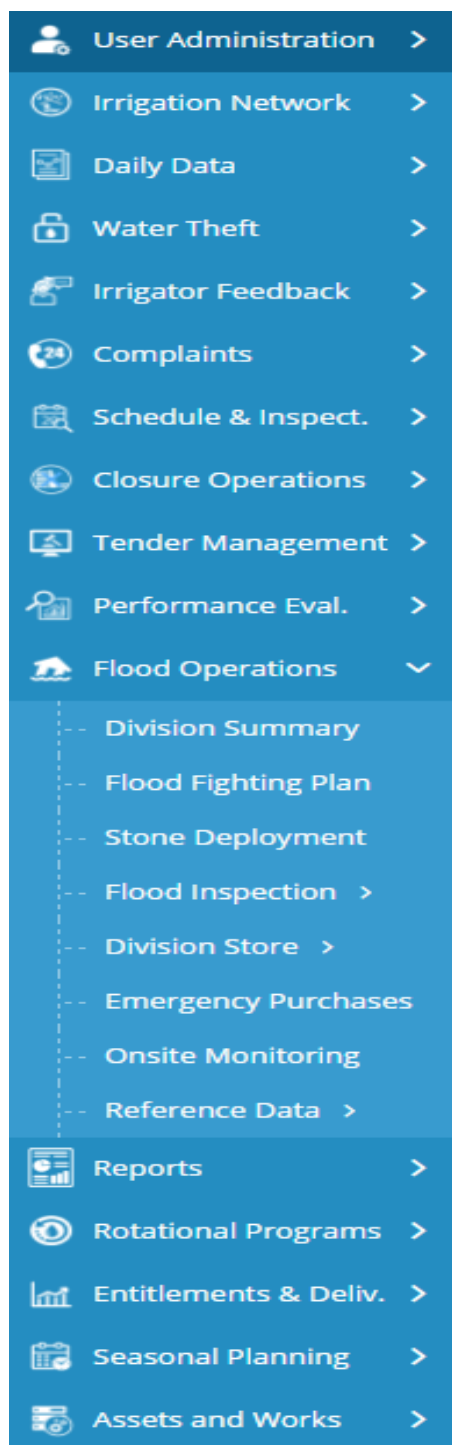 User Administration
Irrigation Network
Daily Data
Water Theft
Irrigator Feedback
24
Complaints
Schedule & Inspect.
Closure Operations
Tender Management
Performance Eval.
Flood Operations
Division Summary
Flood Fighting Plan
Stone Deployment
Flood Inspection >
Division Store >
Emergency Purchases
Onsite Monitoring
Reference Data >
Reports
Rotational Programs
Entitlements & Deliv.
Seasonal Planning
Assets and Works